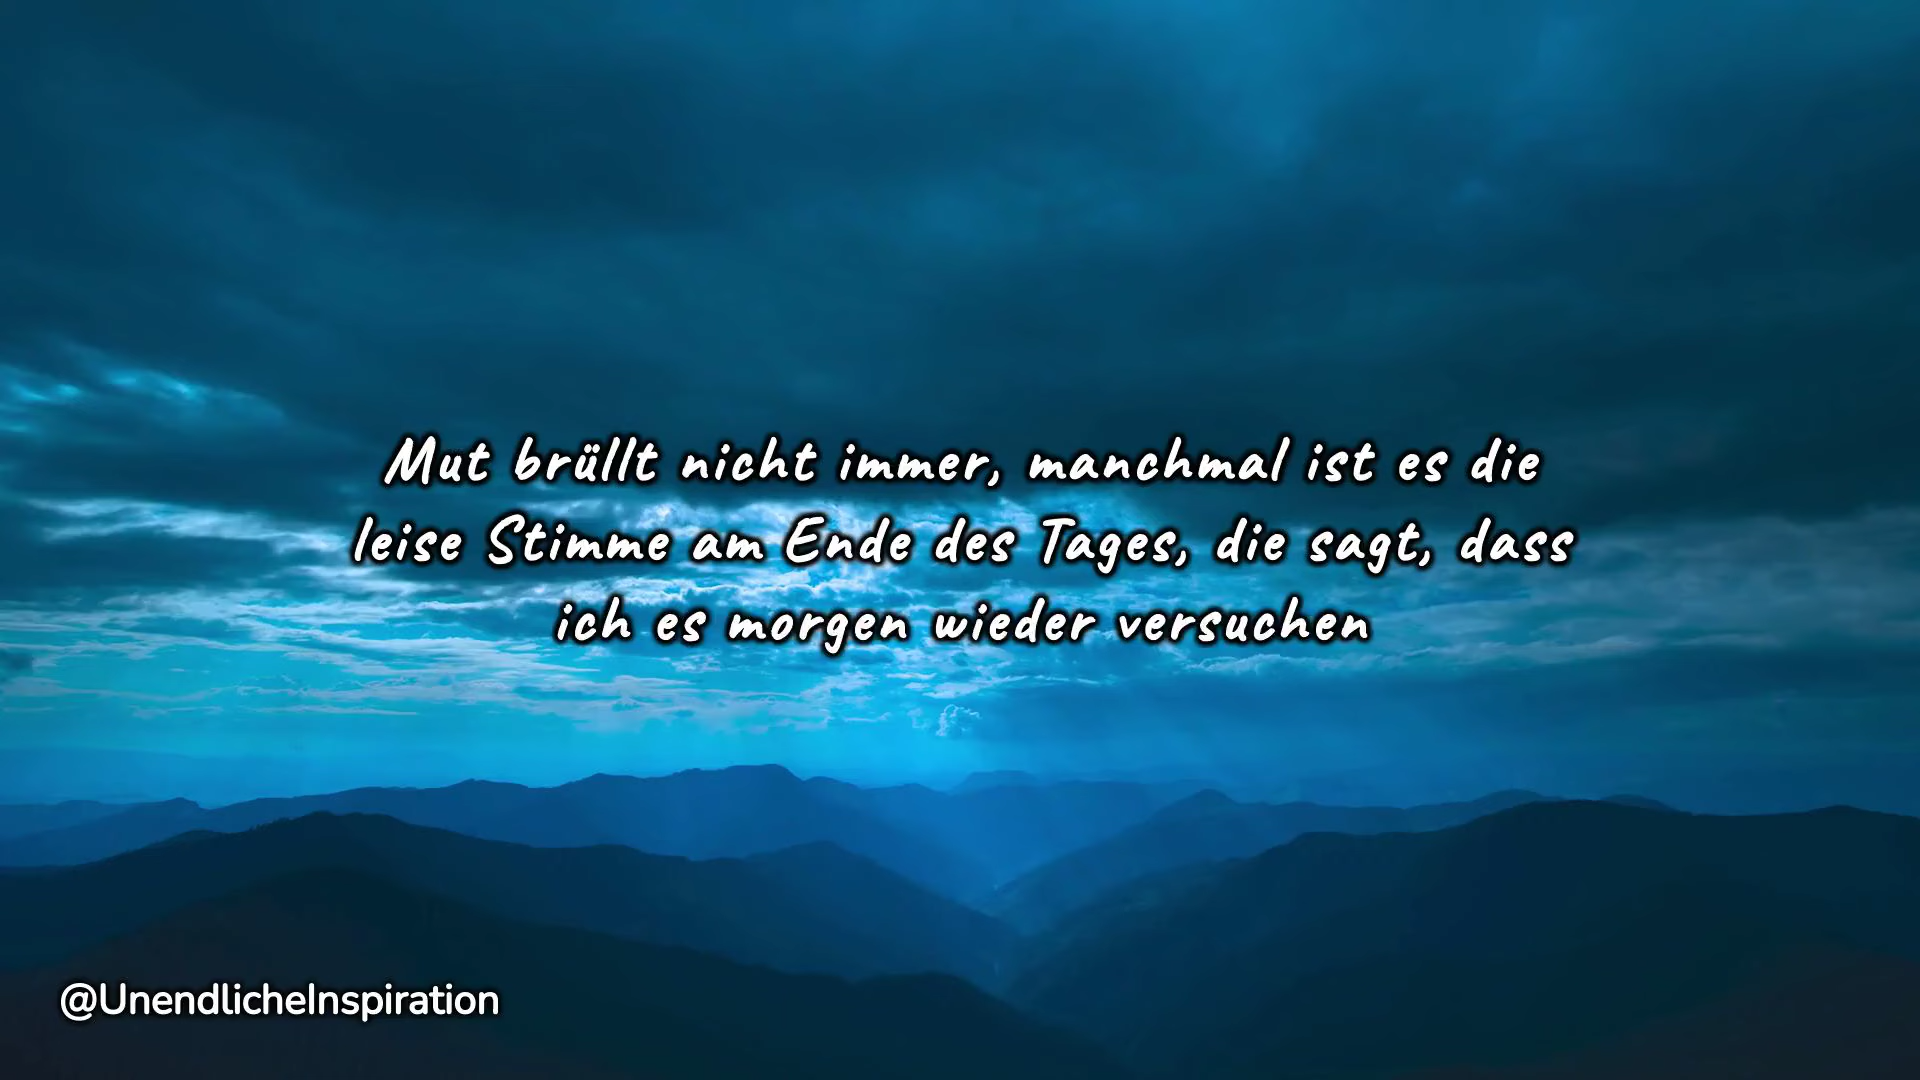 Mut brüllt nicht immer, manchmal ist es die
leise Stimme am Ende des Tages, die sagt, dass
ich es morgen wieder versuchen
@UnendlicheInspiration